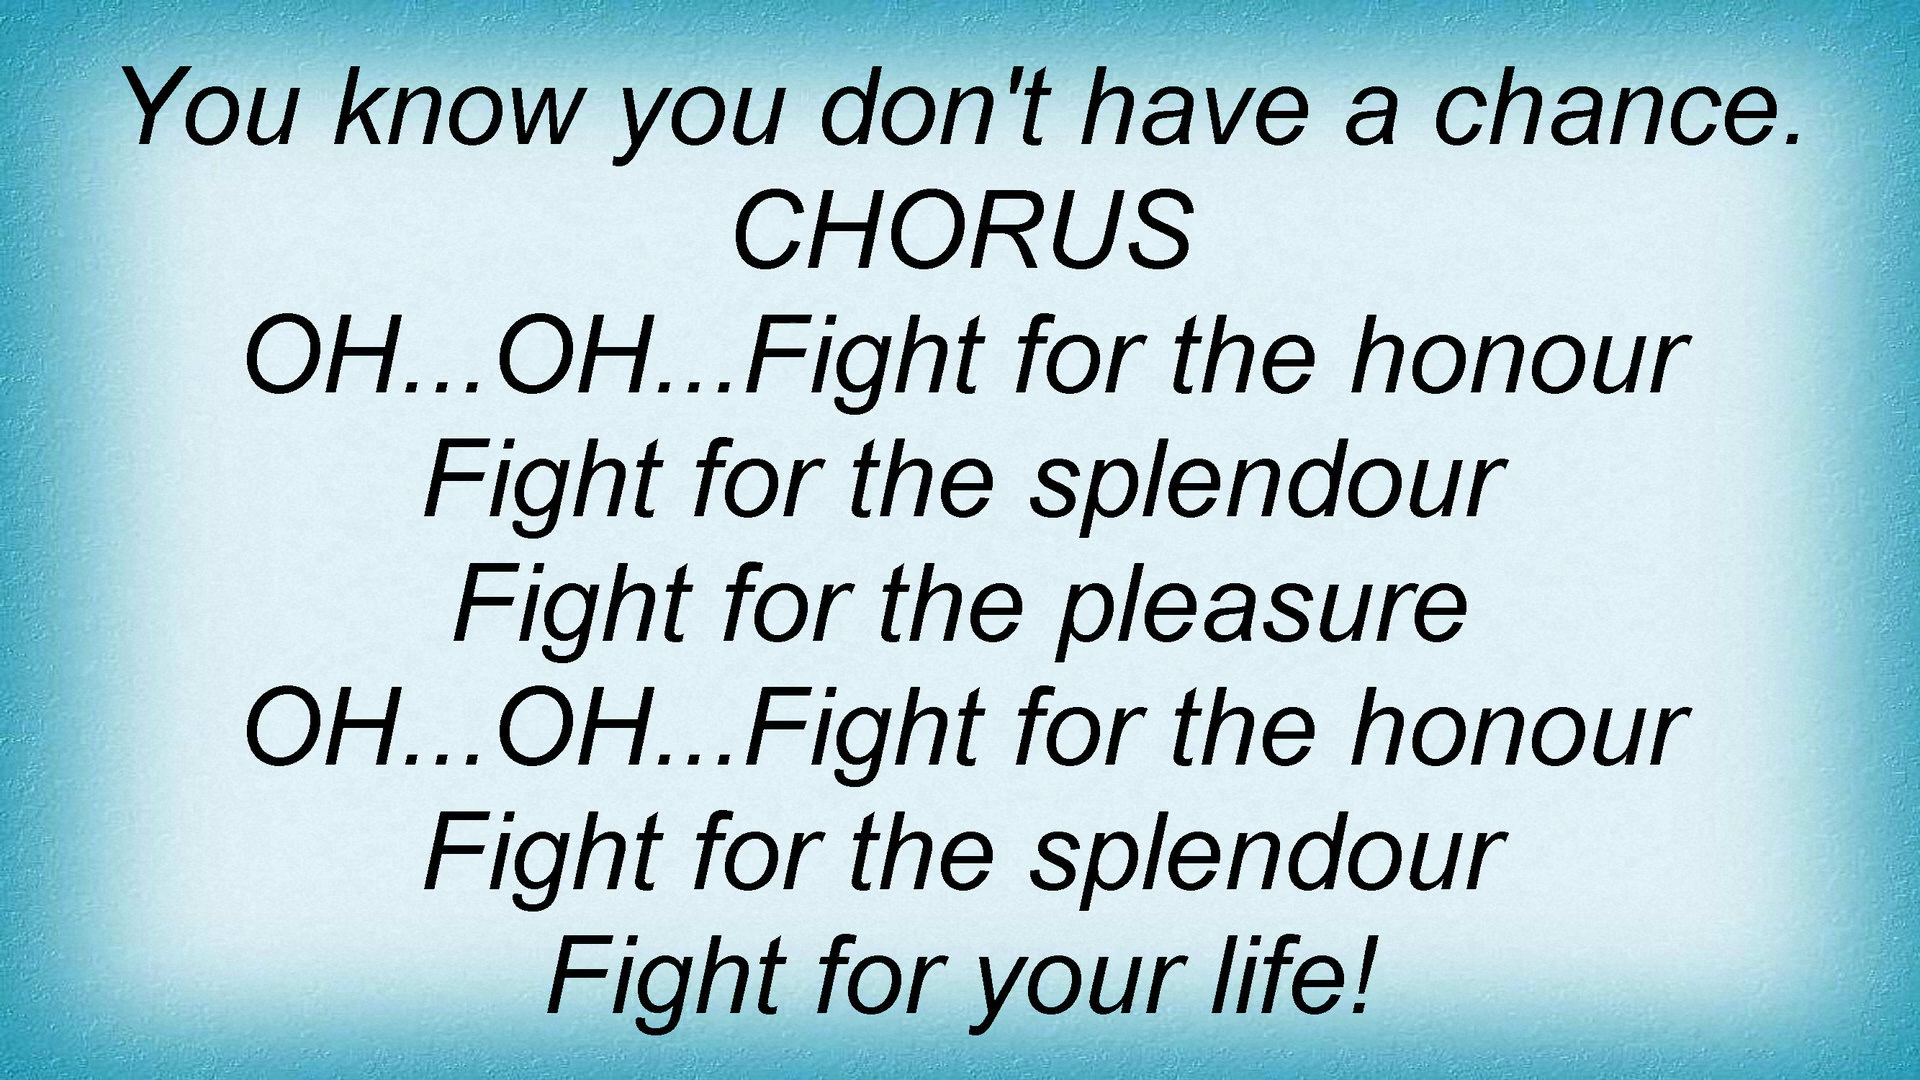 You know you don't have a chance.
CHORUS
OH...OH...Fight for the honour
Fight for the splendour
Fight for the pleasure
OH...OH...Fight for the honour
Fight for the splendour
Fight for your life!